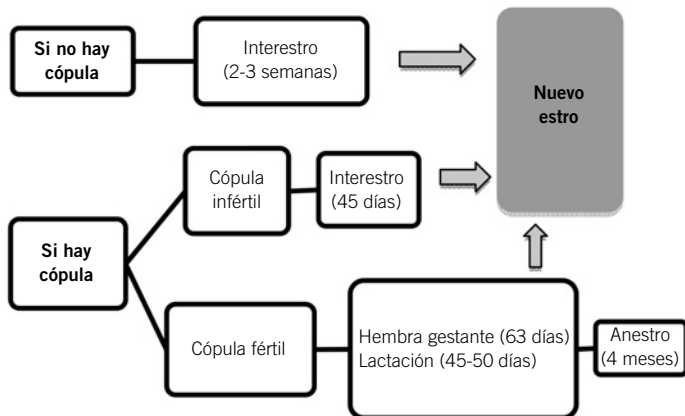 Si no hay
cópula
Interestro
(2-3 semanas)
Nuevo
estro
Cópula
infértil
Interestro
(45 días)
Si hay
cópula
Cópula fértil
Hembra gestante (63 días)
Lactación (45-50 días)
Anestro
(4 meses)